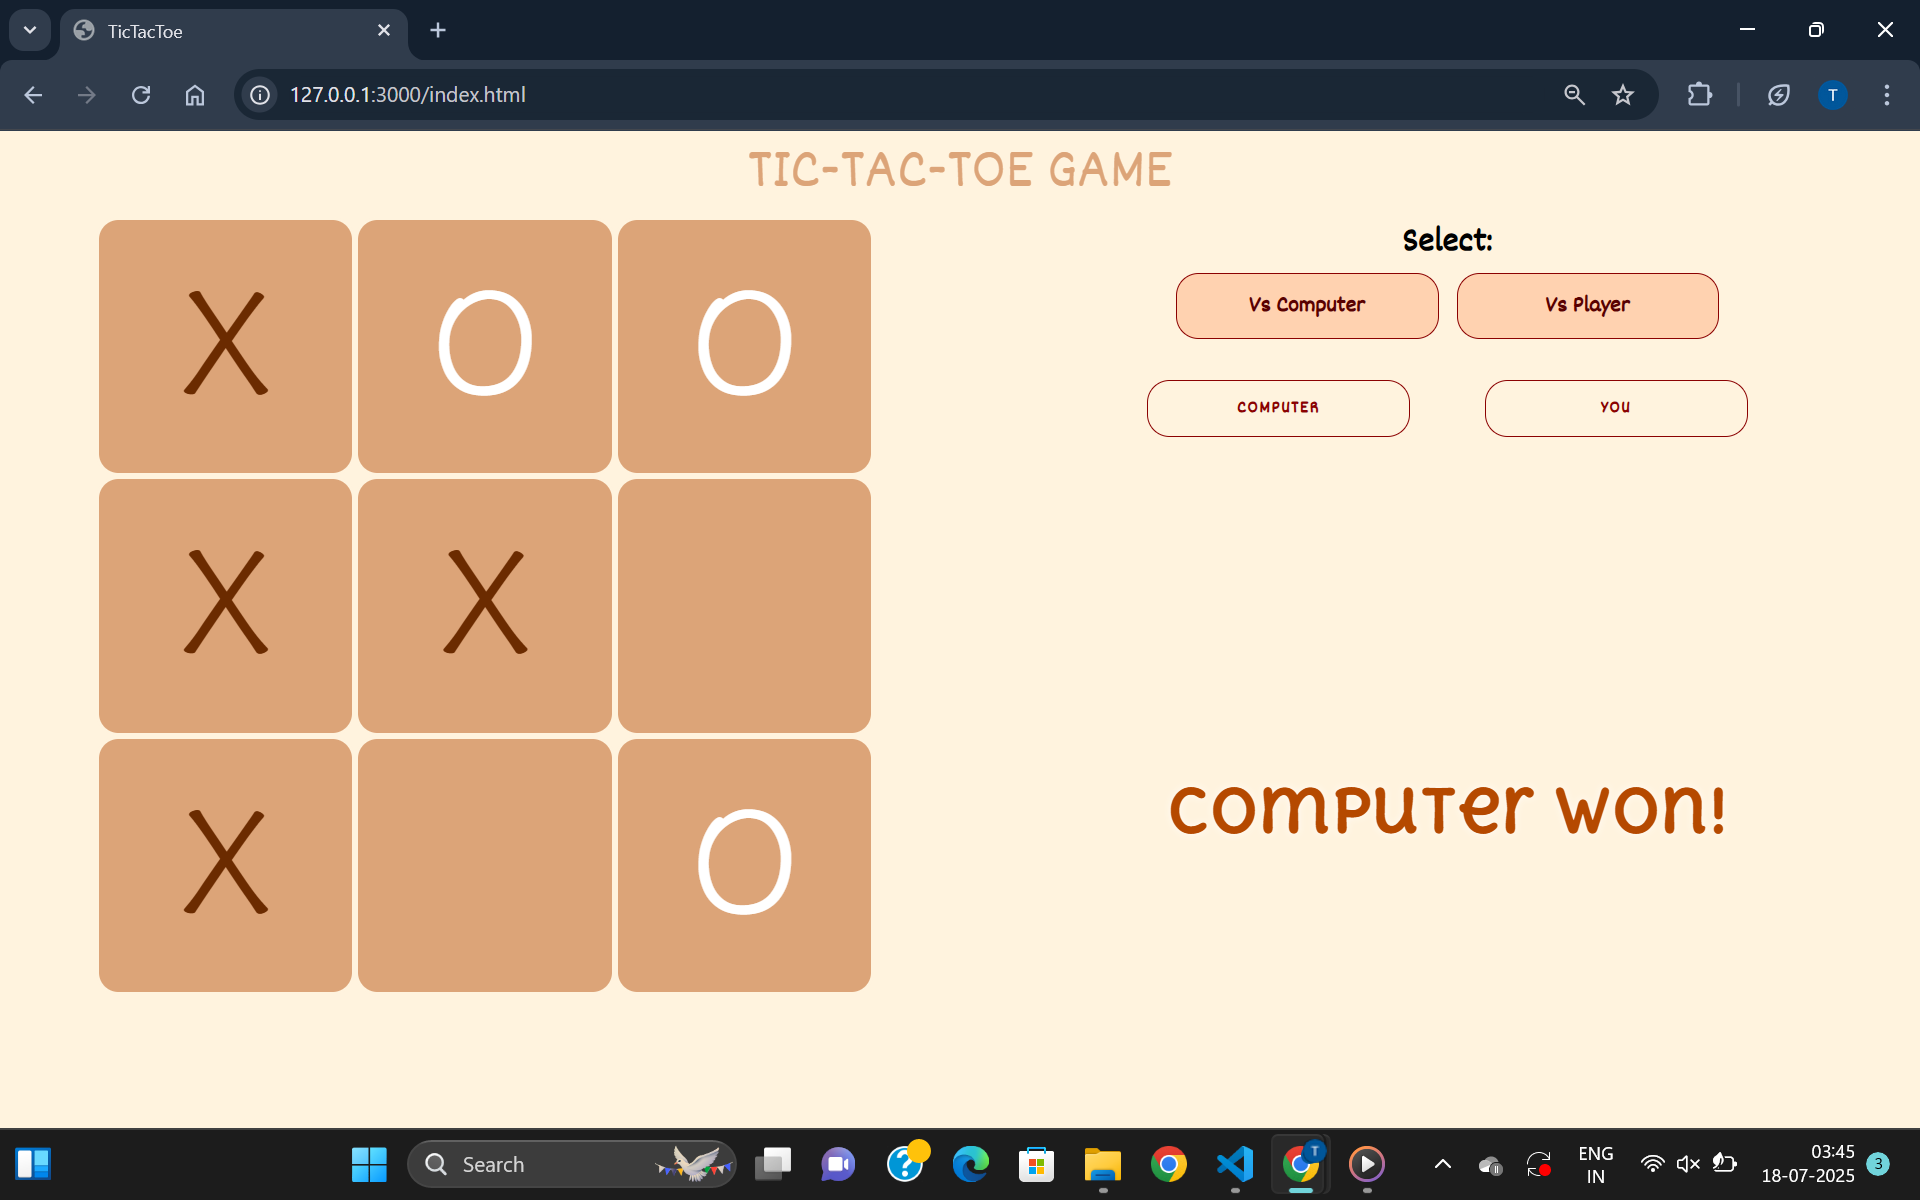 TicTacToe
127.0.0.1:3000/index.html
T
TIC-TAC-TOE GAME
X O O
X X
X O
Select:
Vs Computer Vs Player
COMPUTER YOU
Computer won!
Search
T
ENG
IN
03:45
18-07-2025
3